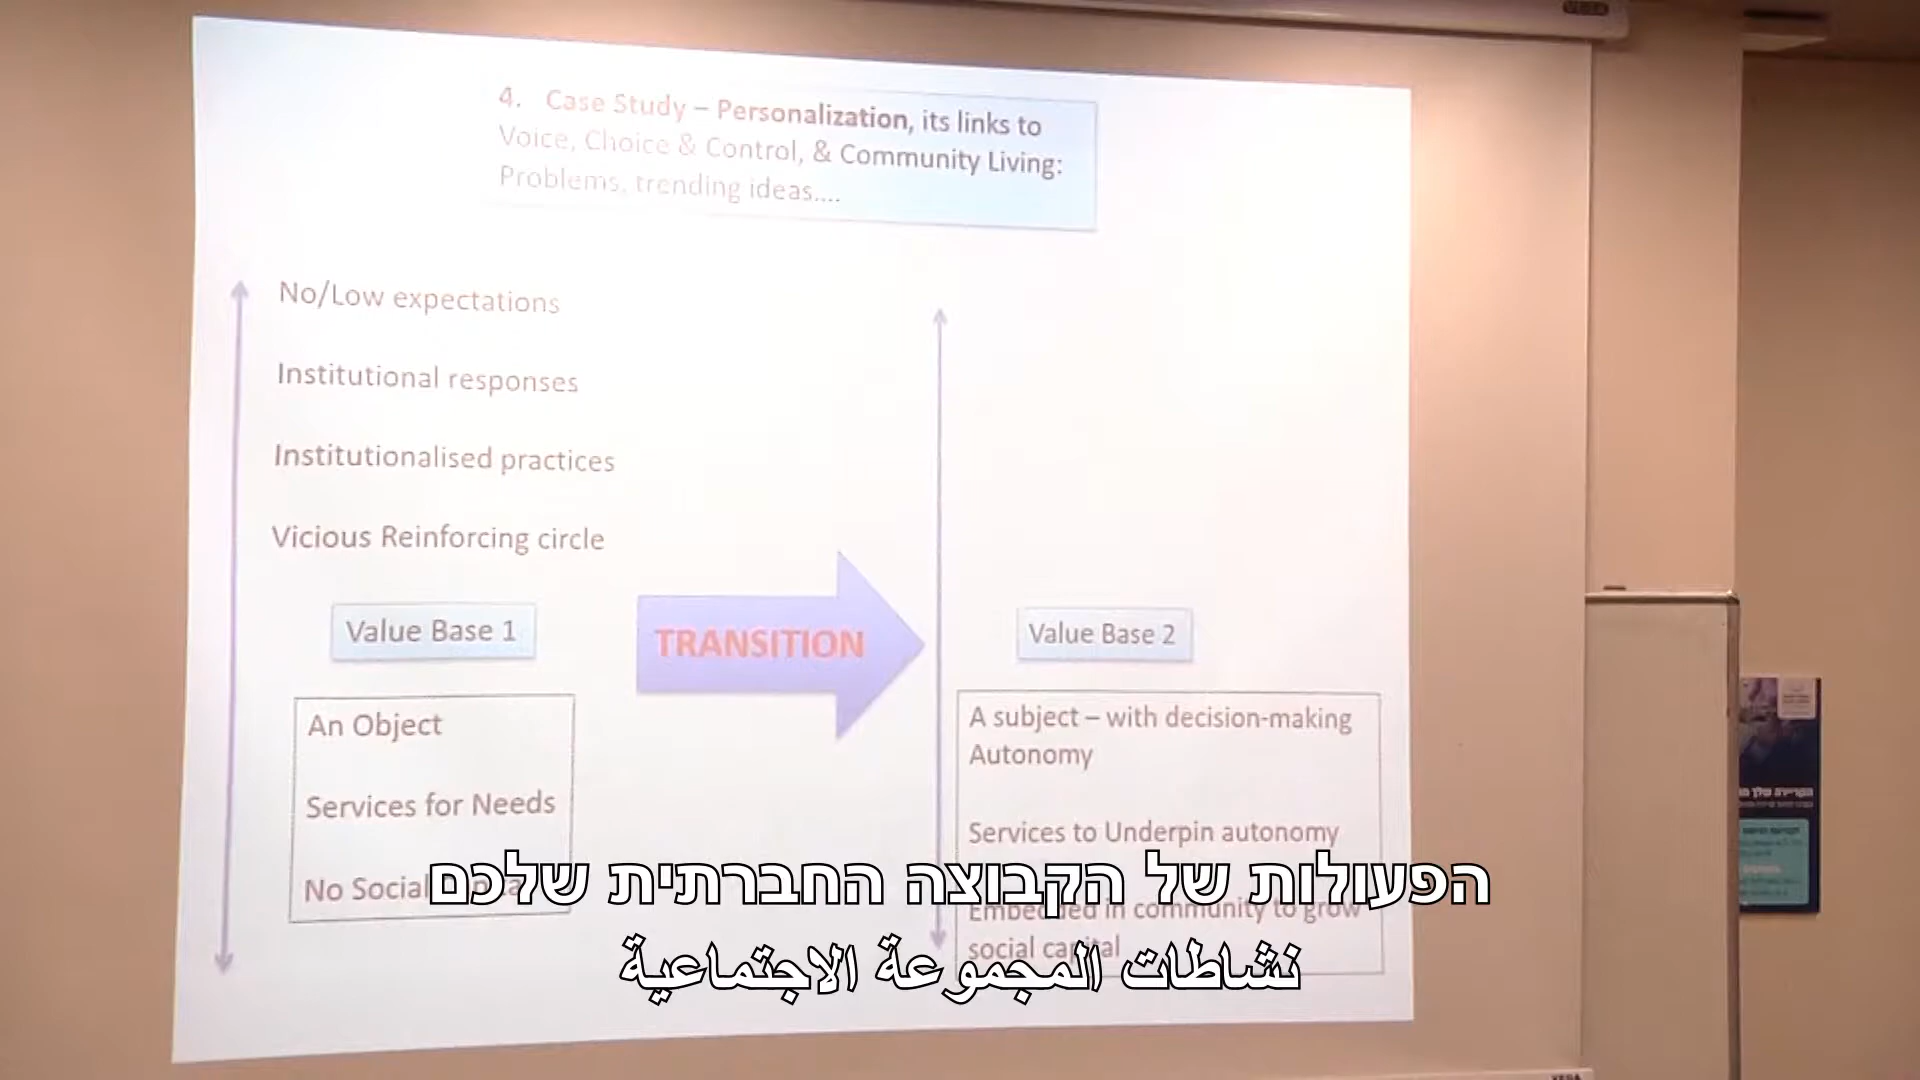 VEGA
4. Case Study – Personalization, its links to
Voice, Choice & Control, & Community Living:
Problems, trending ideas....
No/Low expectations
Institutional responses
Institutionalised practices
Vicious Reinforcing circle
Value Base 1
TRANSITION
Value Base 2
An Object
Services for Needs
No Social
A subject – with decision-making
Autonomy
Services to Underpin autonomy
Embedded in community to grow
social capital
הפעולות של הקבוצה החברתית שלכם
نشاطات المجموعة الاجتماعية
VEGA